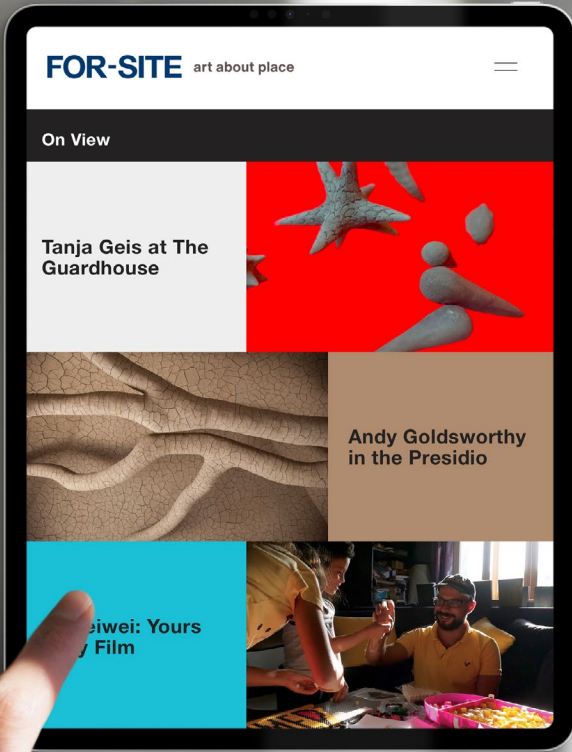 FOR-SITE art about place
On View
Tanja Geis at The
Guardhouse
Andy Goldsworthy
in the Presidio
Yours
Film